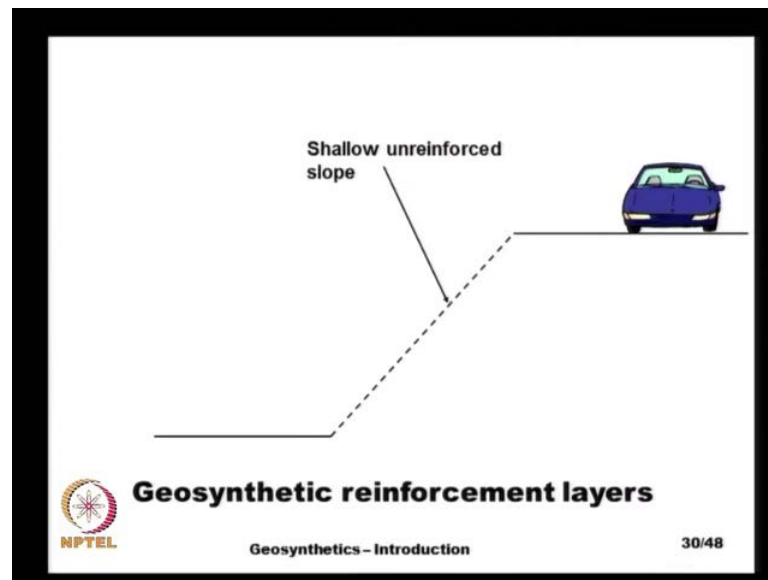 Shallow unreinforced
slope
Geosynthetic reinforcement layers
NPTEL
Geosynthetics – Introduction
30/48